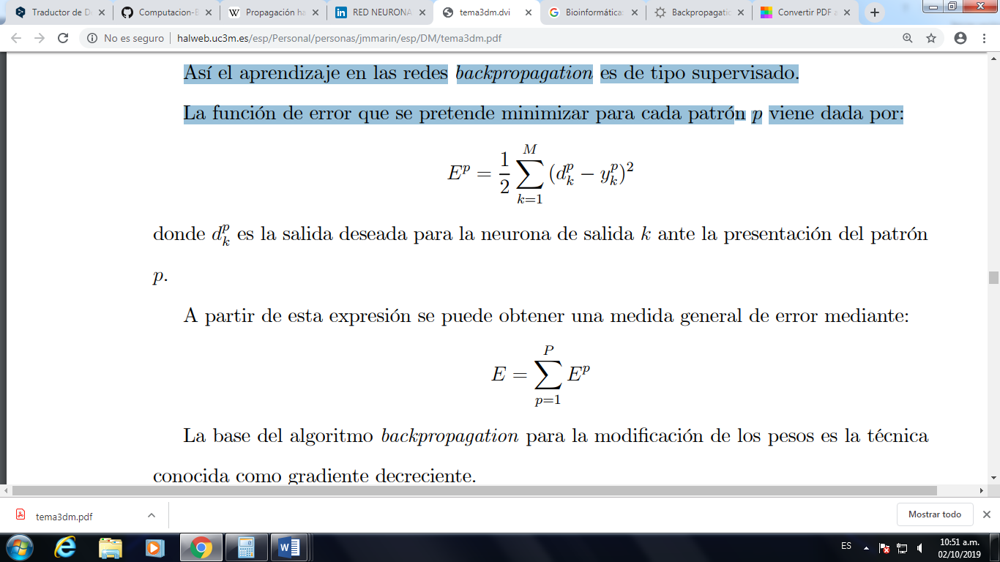 Traductor de D
Computacion-E
Propagación ha
RED NEURONA
tema3dm.dvi
Bioinformática:
Backpropagatic
Convertir PDF a
No es seguro | halweb.uc3m.es/esp/Personal/personas/jmmarin/esp/DM/tema3dm.pdf
Así el aprendizaje en las redes backpropagation es de tipo supervisado.
La función de error que se pretende minimizar para cada patrón p viene dada por:
E^p = \frac{1}{2} \sum_{k=1}^{M} (d_k^p − y_k^p)^2
donde d_k^p es la salida deseada para la neurona de salida k ante la presentación del patrón
p.
A partir de esta expresión se puede obtener una medida general de error mediante:
E = \sum_{p=1}^{P} E^p
La base del algoritmo backpropagation para la modificación de los pesos es la técnica
conocida como gradiente decreciente.
tema3dm.pdf
Mostrar todo
ES
10:51 a.m.
02/10/2019